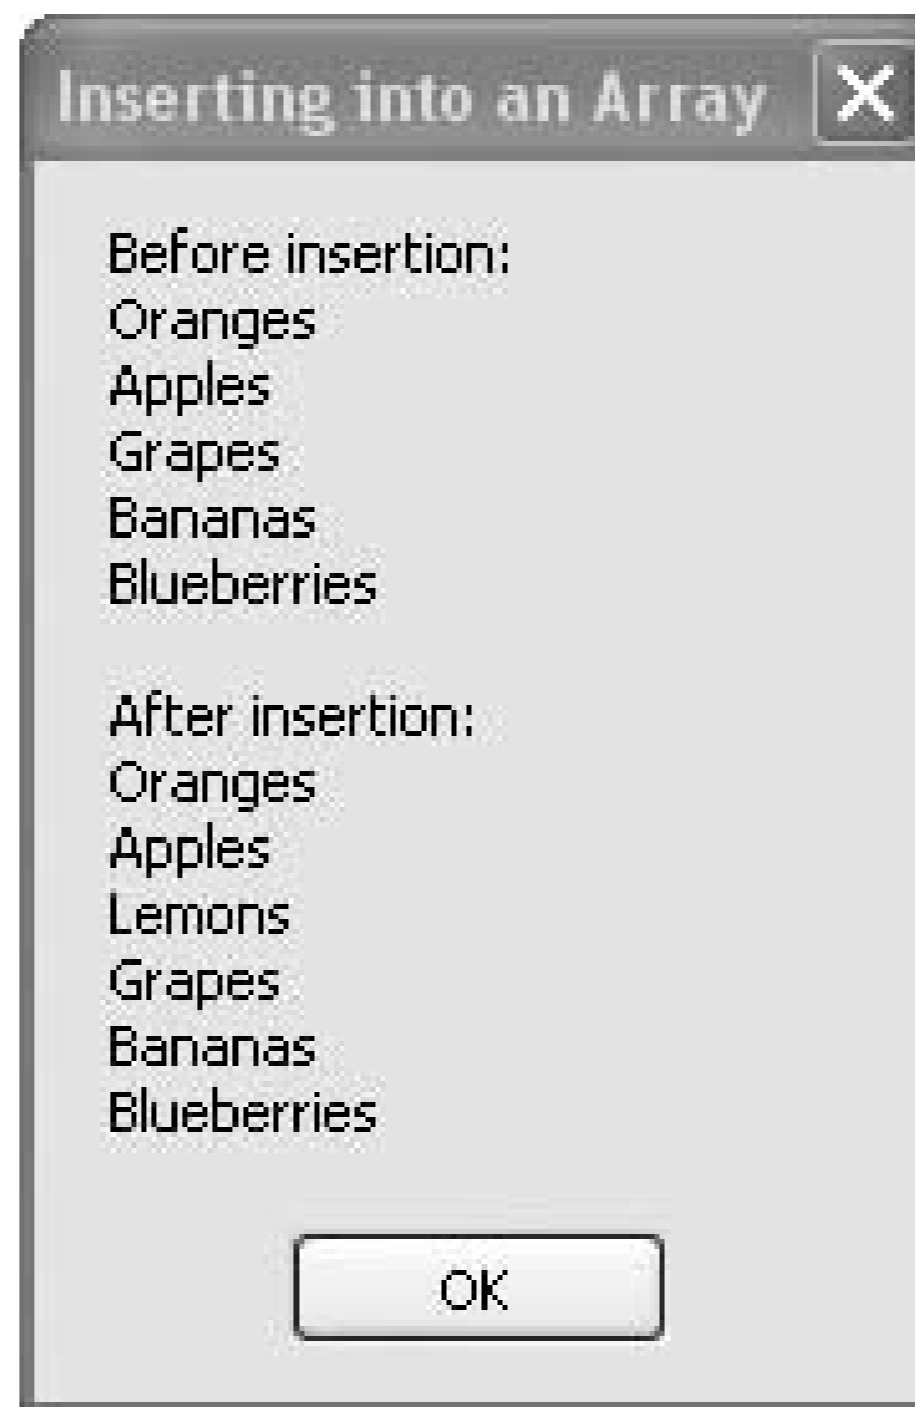 Inserting into an Array
Before insertion:
Oranges
Apples
Grapes
Bananas
Blueberries
After insertion:
Oranges
Apples
Lemons
Grapes
Bananas
Blueberries
OK